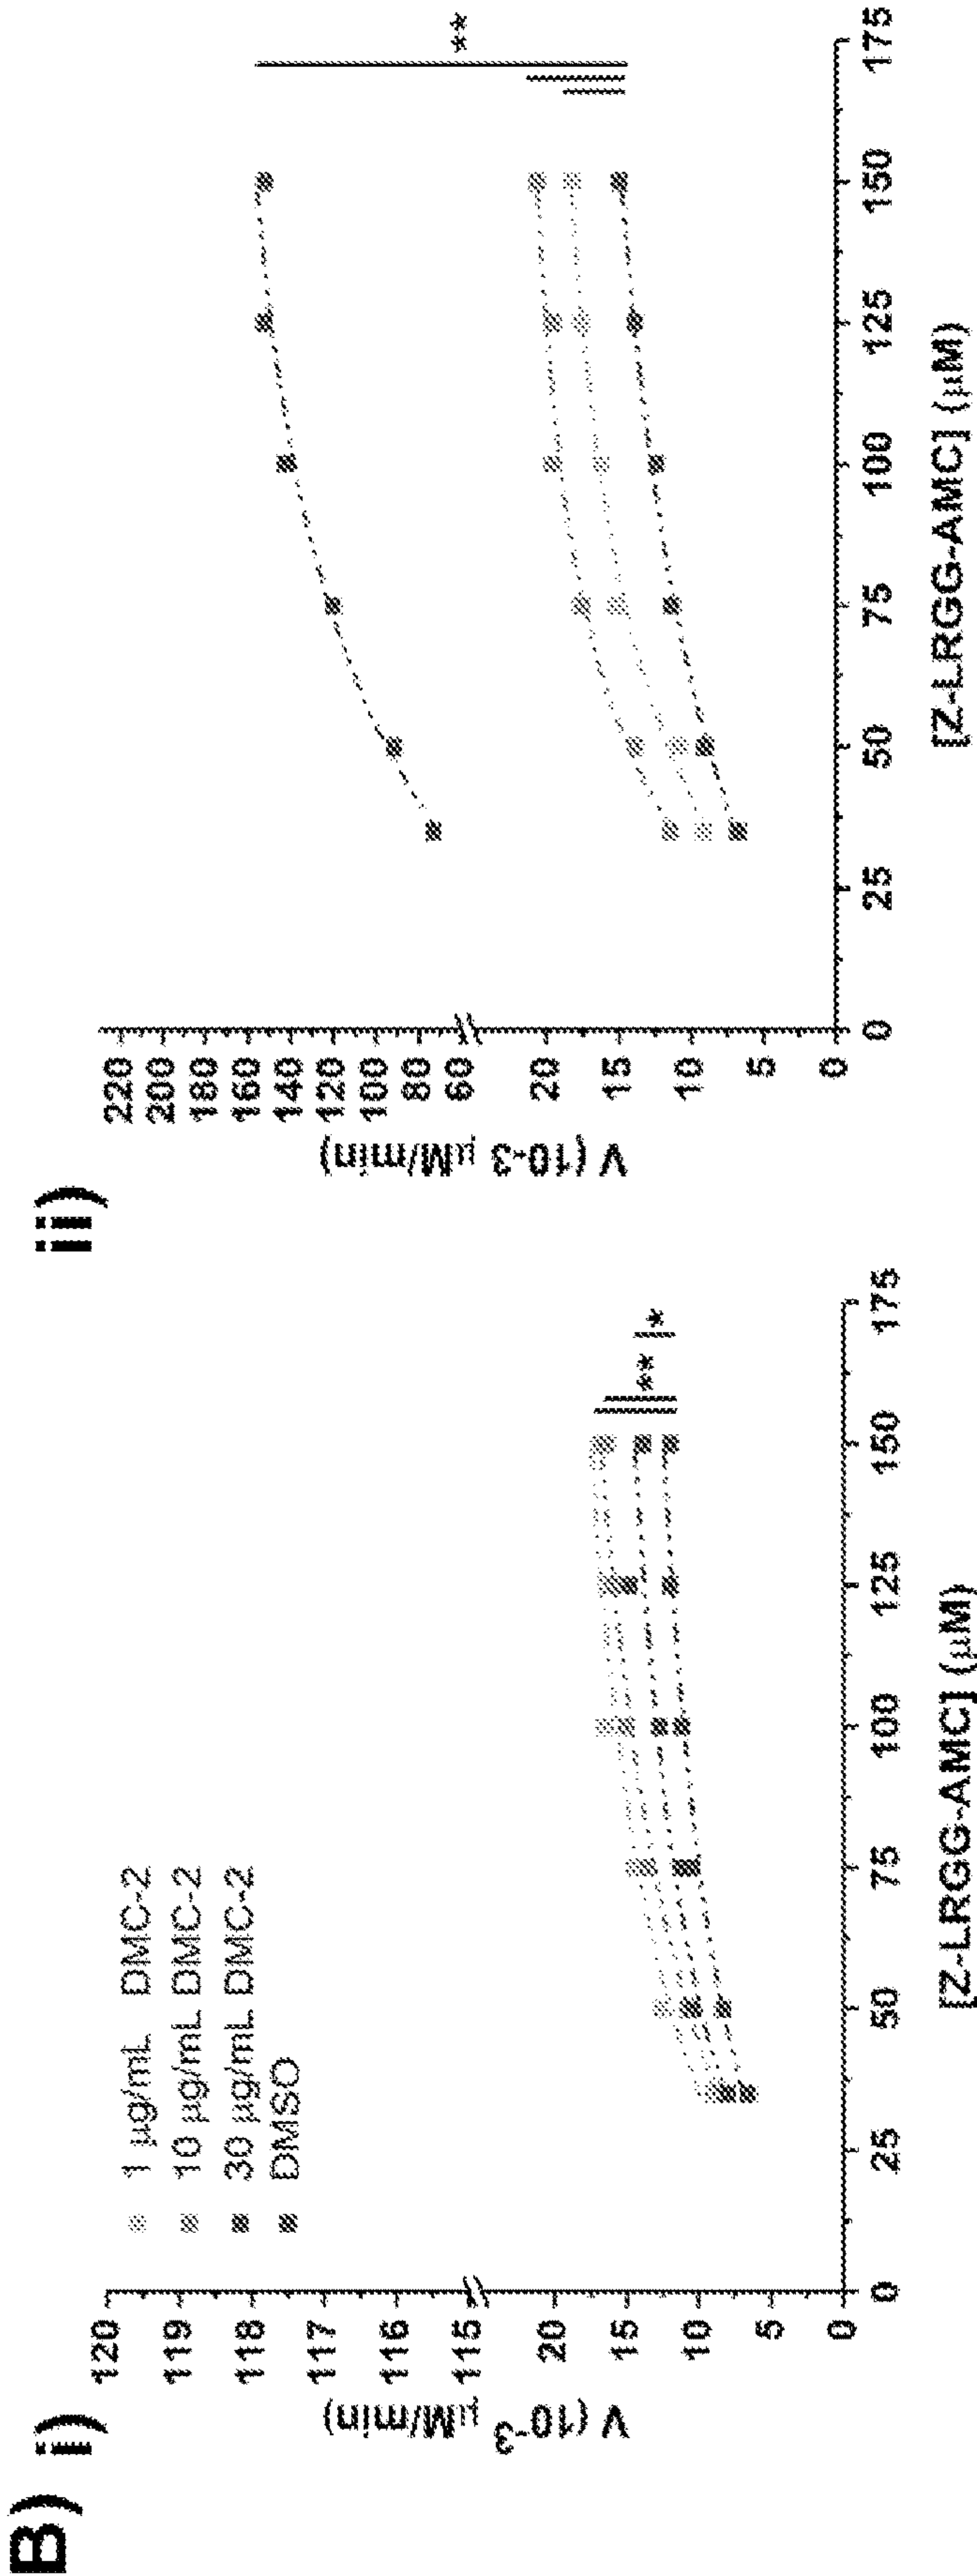 B)
i)
V (10-3 µM/min)
120
119
118
117
116
115
20
15
10
5
0
1 µg/mL DMC-2
10 µg/mL DMC-2
30 µg/mL DMC-2
DMSO
**
*
0 25 50 75 100 125 150 175
[Z-LRGG-AMC] (µM)
ii)
V (10-3 µM/min)
220
200
180
160
140
120
100
80
60
20
15
10
5
0
**
0 25 50 75 100 125 150 175
[Z-LRGG-AMC] (µM)